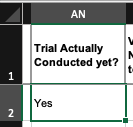 AN
1
Trial Actually
Conducted yet?
V
2
Yes